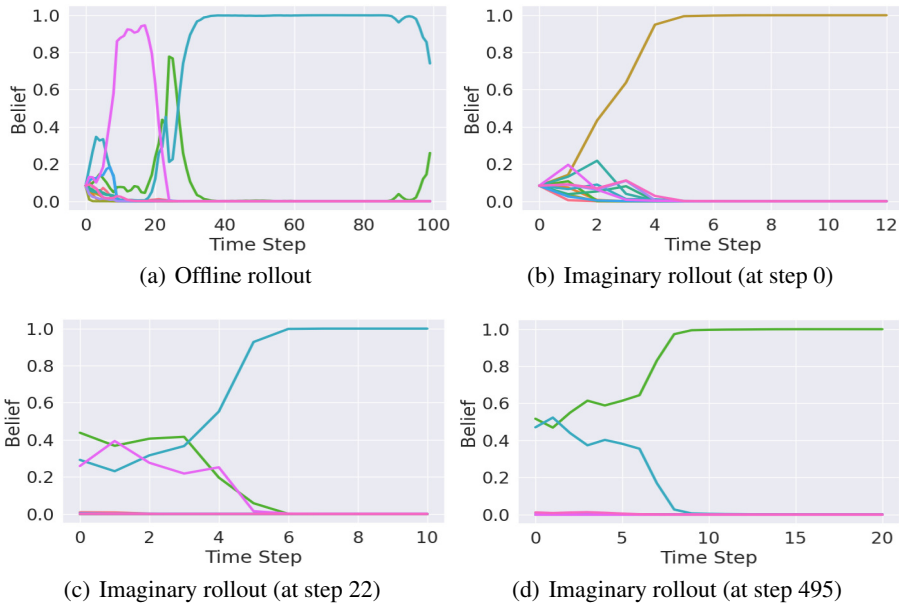 1.0
0.8
0.6
0.4
0.2
0.0
Belief
0 20 40 60 80 100
Time Step
(a) Offline rollout
1.0
0.8
0.6
0.4
0.2
0.0
Belief
0 2 4 6 8 10 12
Time Step
(b) Imaginary rollout (at step 0)
1.0
0.8
0.6
0.4
0.2
0.0
Belief
0 2 4 6 8 10
Time Step
(c) Imaginary rollout (at step 22)
1.0
0.8
0.6
0.4
0.2
0.0
Belief
0 5 10 15 20
Time Step
(d) Imaginary rollout (at step 495)